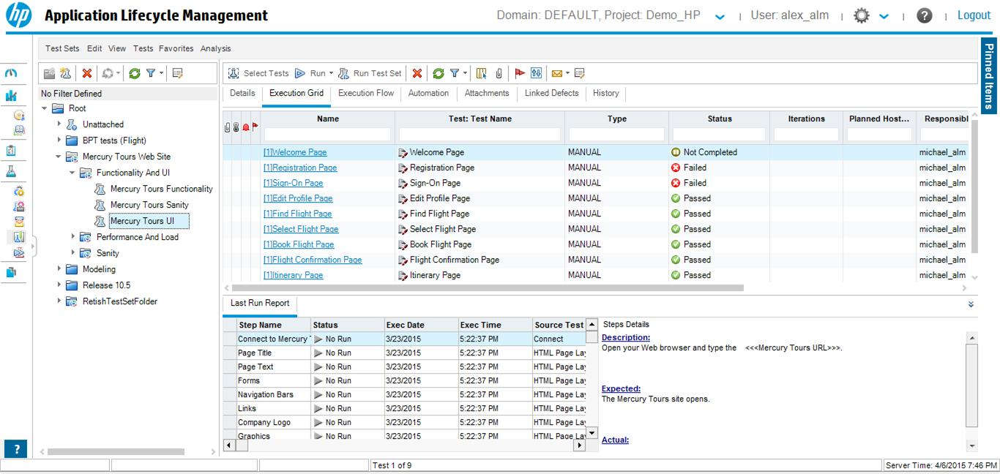 hp Application Lifecycle Management Domain: DEFAULT, Project: Demo_HP User: alex_alm ? Logout
Test Sets Edit View Tests Favorites Analysis
Pinned Items
Select Tests Run Run Test Set
No Filter Defined
Root
Unattached
BPT tests (Flight)
Mercury Tours Web Site
Functionality And UI
Mercury Tours Functionality
Mercury Tours Sanity
Mercury Tours UI
Performance And Load
Sanity
Modeling
Release 10.5
RetishTestSetFolder
Details Execution Grid Execution Flow Automation Attachments Linked Defects History
Name Test: Test Name Type Status Iterations Planned Host... Responsibl
[1]Welcome Page Welcome Page MANUAL Not Completed michael_alm
[1]Registration Page Registration Page MANUAL Failed michael_alm
[1]Sign-On Page Sign-On Page MANUAL Failed michael_alm
[1]Edit Profile Page Edit Profile Page MANUAL Passed michael_alm
[1]Find Flight Page Find Flight Page MANUAL Passed michael_alm
[1]Select Flight Page Select Flight Page MANUAL Passed michael_alm
[1]Book Flight Page Book Flight Page MANUAL Passed michael_alm
[1]Flight Confirmation Page Flight Confirmation Page MANUAL Passed michael_alm
[1]Itinerary Page Itinerary Page MANUAL Passed michael_alm
Last Run Report
Step Name Status Exec Date Exec Time Source Test
Connect to Mercury No Run 3/23/2015 5:22:37 PM Connect
Page Title No Run 3/23/2015 5:22:37 PM HTML Page Lay
Page Text No Run 3/23/2015 5:22:37 PM HTML Page Lay
Forms No Run 3/23/2015 5:22:37 PM HTML Page Lay
Navigation Bars No Run 3/23/2015 5:22:37 PM HTML Page Lay
Links No Run 3/23/2015 5:22:37 PM HTML Page Lay
Company Logo No Run 3/23/2015 5:22:37 PM HTML Page Lay
Graphics No Run 3/23/2015 5:22:37 PM HTML Page Lay
Steps Details
Description:
Open your Web browser and type the <<<Mercury Tours URL>>>.
Expected:
The Mercury Tours site opens.
Actual:
?
Test 1 of 9 Server Time: 4/6/2015 7:46 PM